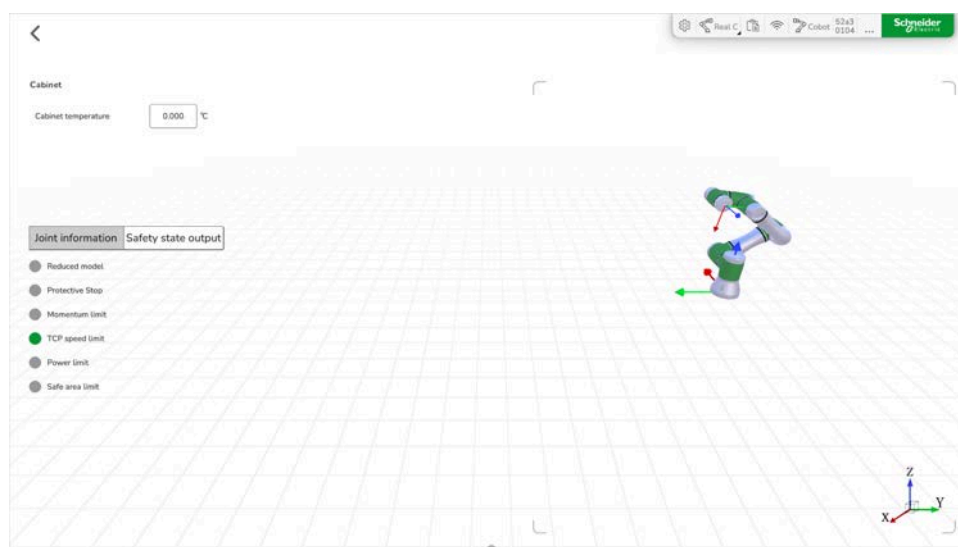 Real C
Cobot
52a3
0104
...
Schneider
Electric
Cabinet
Cabinet temperature 0.000 °C
Joint information Safety state output
Reduced model
Protective Stop
Momentum limit
TCP speed limit
Power limit
Safe area limit
Z
Y
X